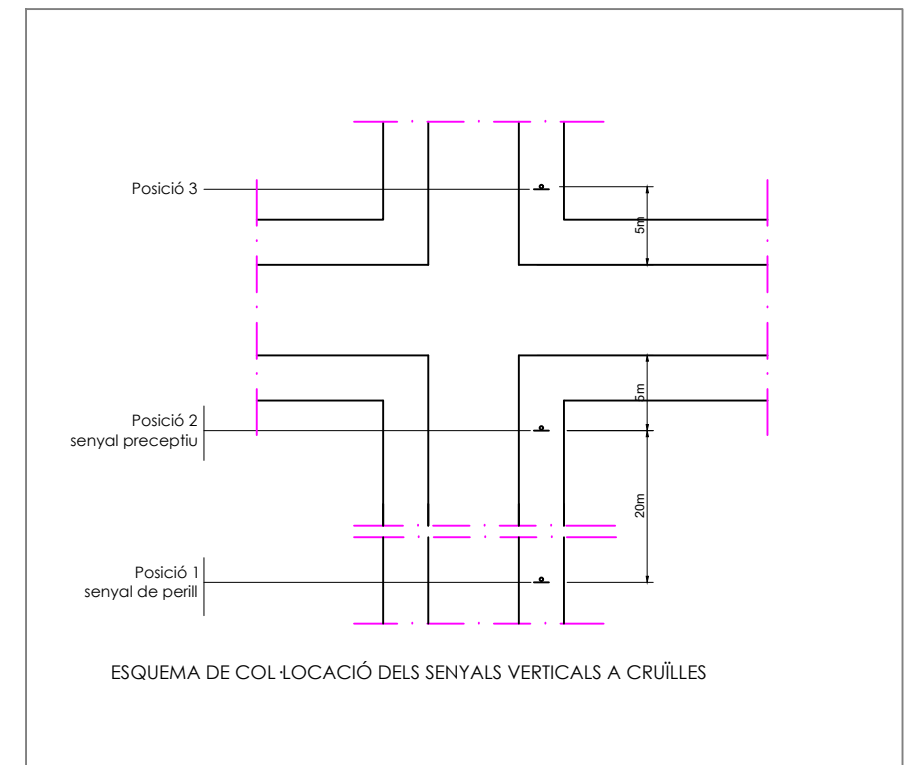 Posició 3
5m
5m
Posició 2
senyal preceptiu
20m
Posició 1
senyal de perill
ESQUEMA DE COL·LOCACIÓ DELS SENYALS VERTICALS A CRUÏLLES